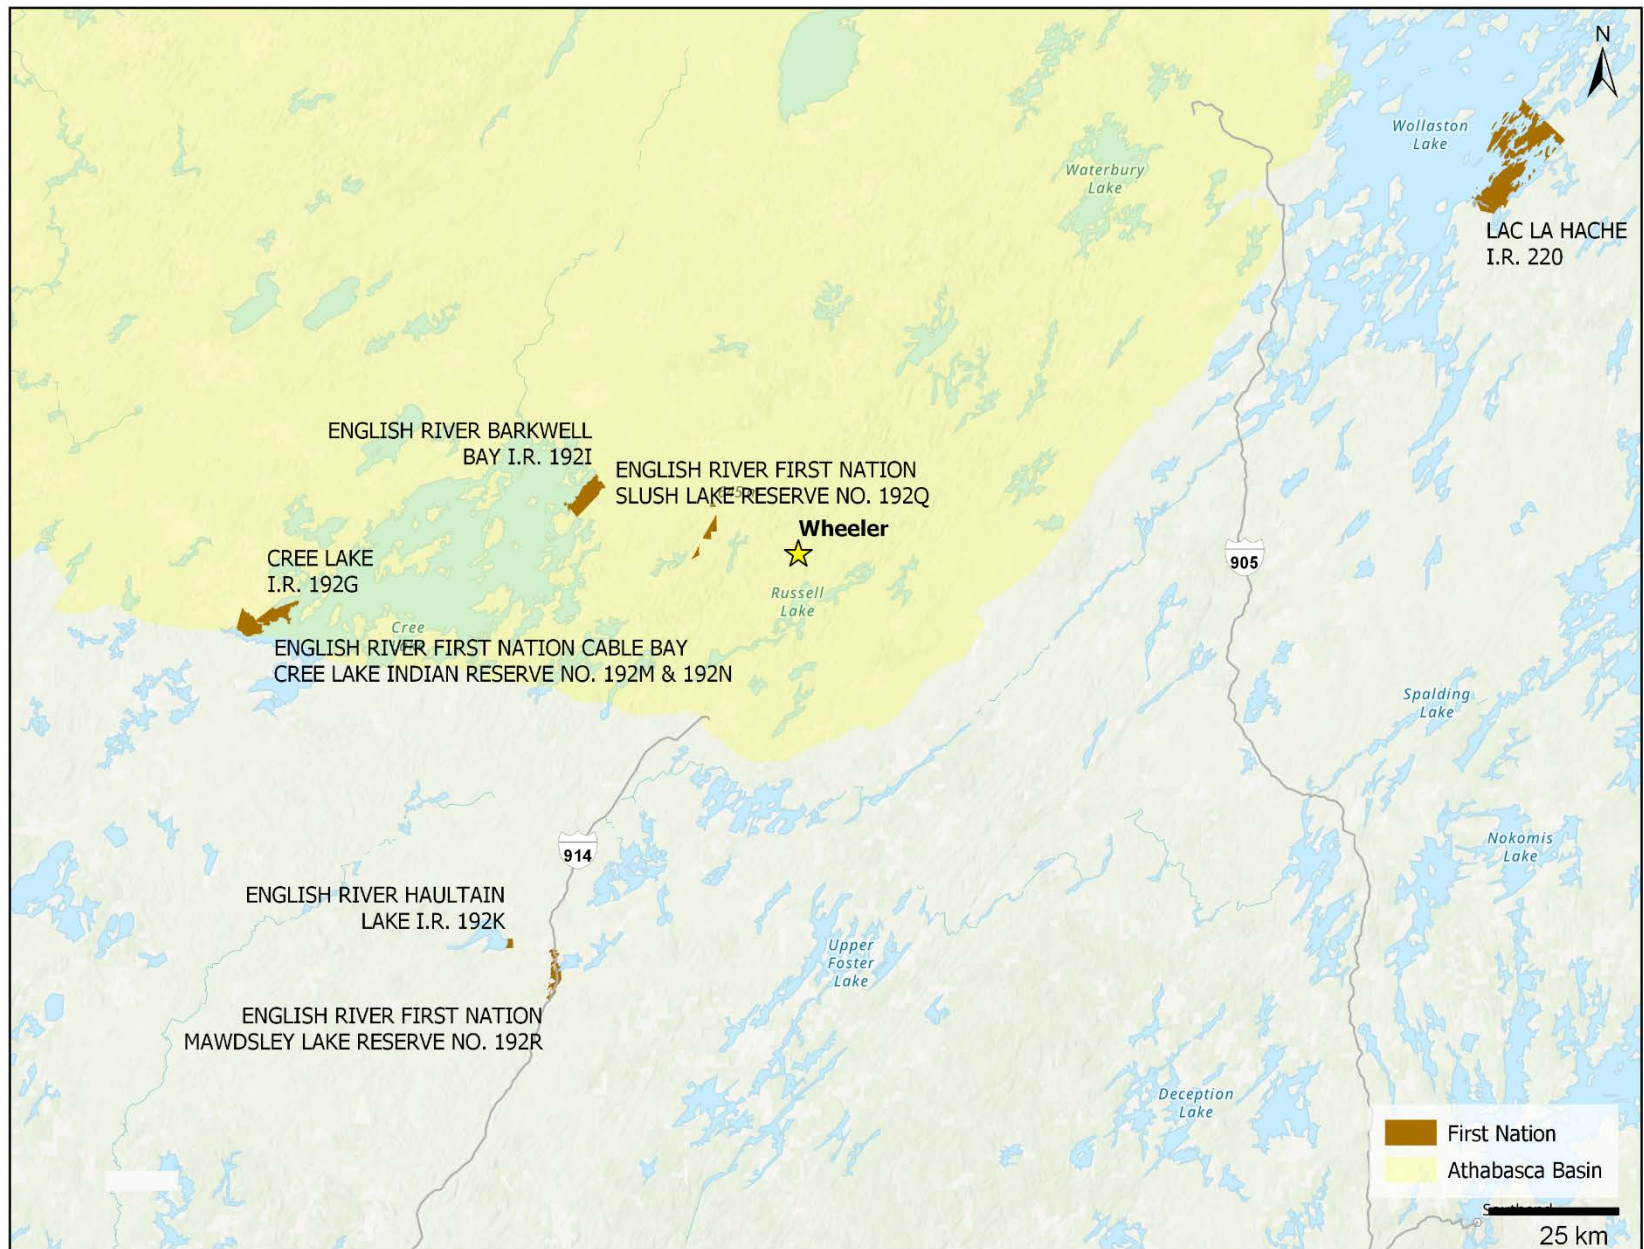 N
Wollaston
Lake
Waterbury
Lake
LAC LA HACHE
I.R. 220
ENGLISH RIVER BARKWELL
BAY I.R. 192I
ENGLISH RIVER FIRST NATION
SLUSH LAKE RESERVE NO. 192Q
Wheeler
CREE LAKE
I.R. 192G
905
Russell
Lake
Cree
ENGLISH RIVER FIRST NATION CABLE BAY
CREE LAKE INDIAN RESERVE NO. 192M & 192N
Spalding
Lake
914
Nokomis
Lake
ENGLISH RIVER HAULTAIN
LAKE I.R. 192K
Upper
Foster
Lake
ENGLISH RIVER FIRST NATION
MAWDSLEY LAKE RESERVE NO. 192R
Deception
Lake
First Nation
Athabasca Basin
25 km